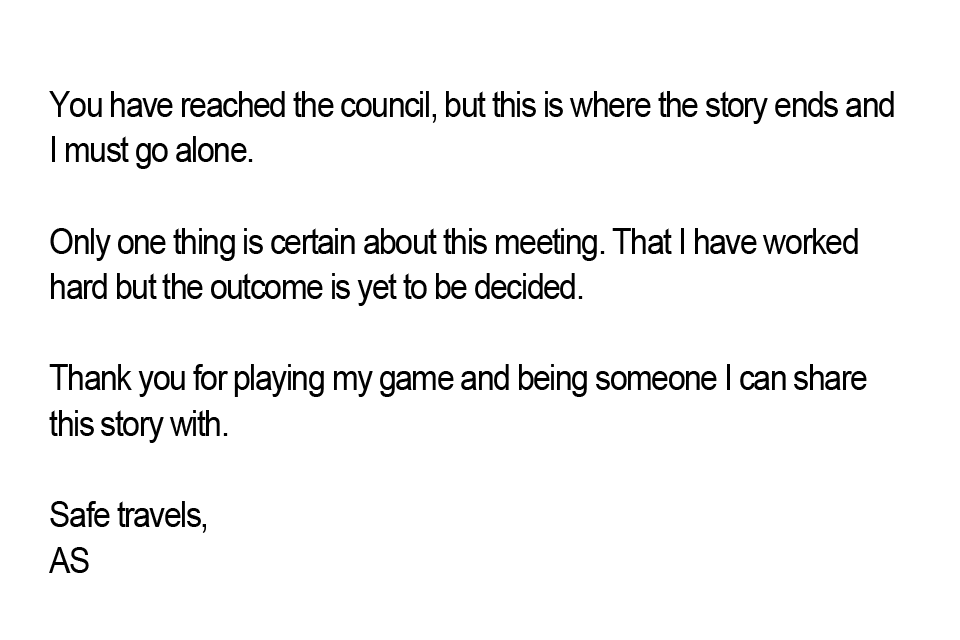 You have reached the council, but this is where the story ends and
I must go alone.
Only one thing is certain about this meeting. That I have worked
hard but the outcome is yet to be decided.
Thank you for playing my game and being someone I can share
this story with.
Safe travels,
AS